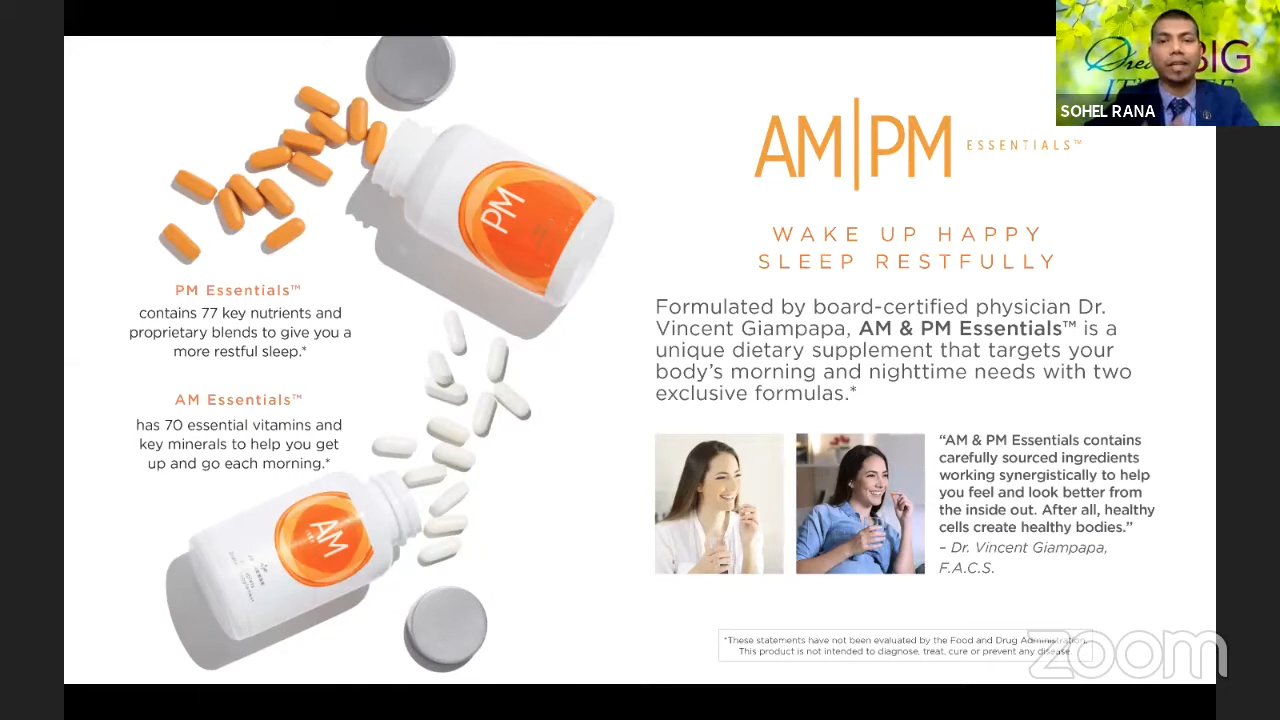 AM|PM ESSENTIALS™
WAKE UP HAPPY
SLEEP RESTFULLY
Formulated by board-certified physician Dr.
Vincent Giampapa, AM & PM Essentials™ is a
unique dietary supplement that targets your
body's morning and nighttime needs with two
exclusive formulas.*
"AM & PM Essentials contains
carefully sourced ingredients
working synergistically to help
you feel and look better from
the inside out. After all, healthy
cells create healthy bodies."
– Dr. Vincent Giampapa,
F.A.C.S.
PM Essentials™
contains 77 key nutrients and
proprietary blends to give you a
more restful sleep.*
AM Essentials™
has 70 essential vitamins and
key minerals to help you get
up and go each morning.*
PM
AM
*These statements have not been evaluated by the Food and Drug Administration.
This product is not intended to diagnose, treat, cure or prevent any disease.
zoom
BIG
SOHEL RANA